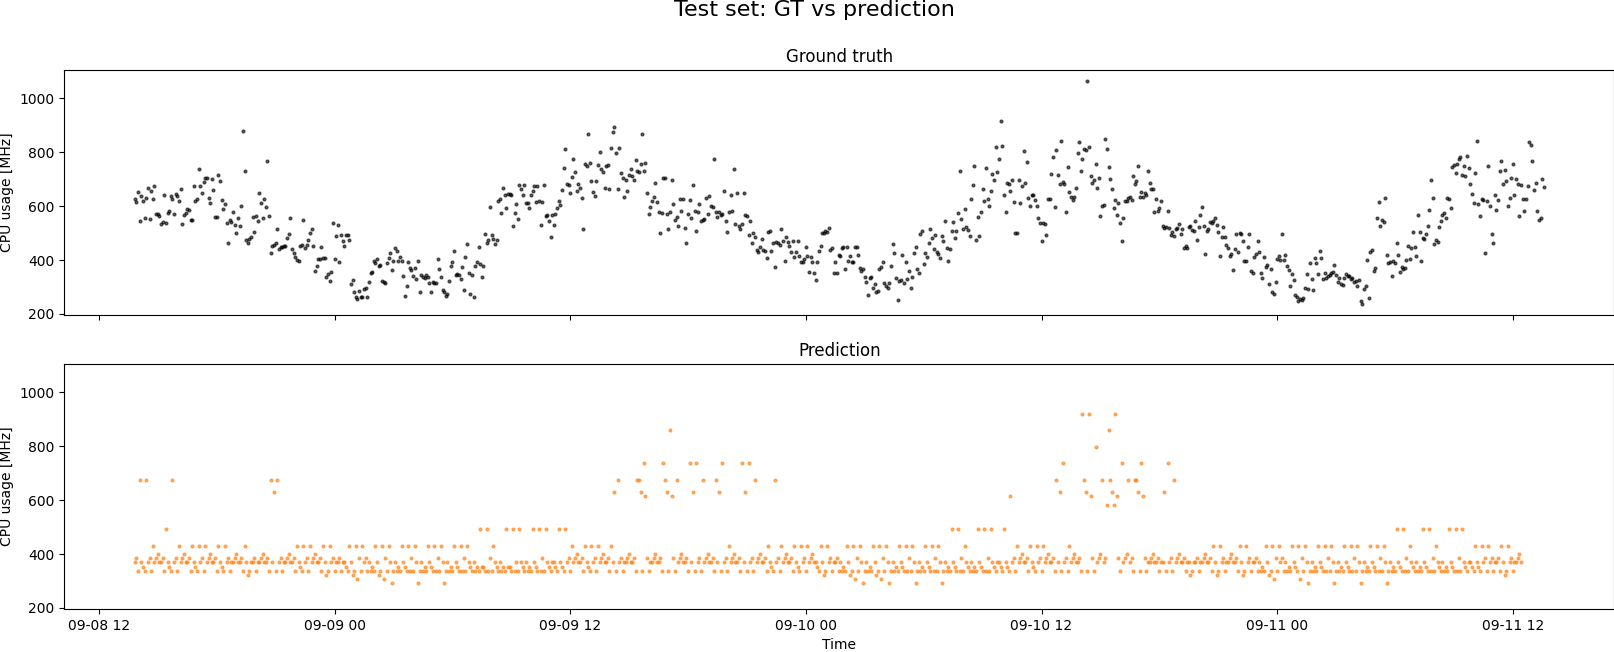 Test set: GT vs prediction
Ground truth
CPU usage [MHz]
1000
800
600
400
200
Prediction
CPU usage [MHz]
1000
800
600
400
200
09-08 12 09-09 00 09-09 12 09-10 00 09-10 12 09-11 00 09-11 12
Time